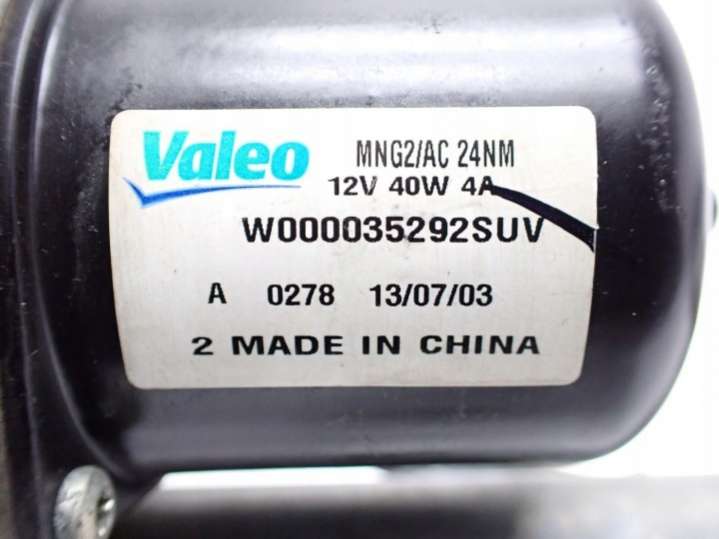 Valeo MNG2/AC 24NM
12V 40W 4A
W000035292SUV
A 0278 13/07/03
2 MADE IN CHINA